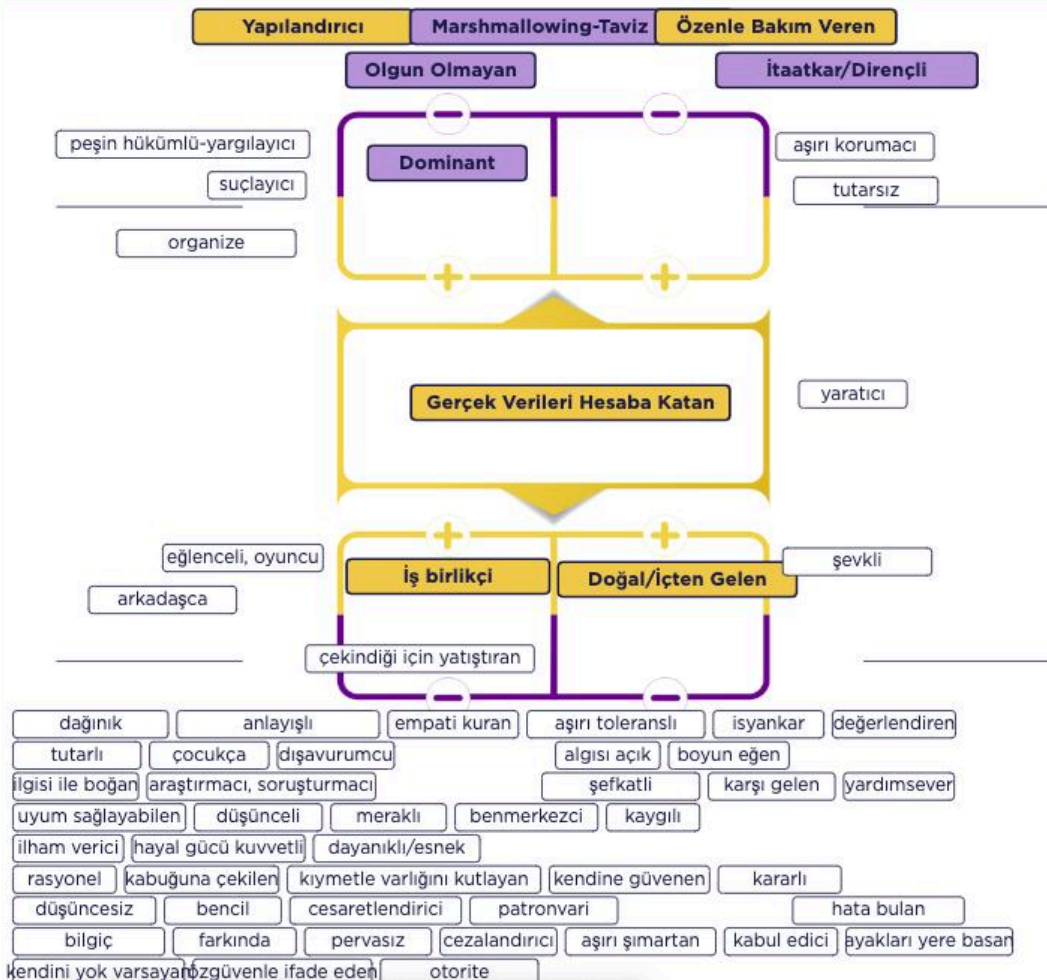 Yapılandırıcı Marshmallowing-Taviz Özenle Bakım Veren
Olgun Olmayan İtaatkar/Dirençli
peşin hükümlü-yargılayıcı
Dominant
aşırı korumacı
suçlayıcı
tutarsız
organize
Gerçek Verileri Hesaba Katan
yaratıcı
eğlenceli, oyuncu
şevkli
İş birlikçi
Doğal/İçten Gelen
arkadaşca
çekindiği için yatıştıran
dağınık anlayışlı empati kuran aşırı toleranslı isyankar değerlendiren
tutarlı çocukça dışavurumcu algısı açık boyun eğen
ilgisi ile boğan araştırmacı, soruşturmacı şefkatli karşı gelen yardımsever
uyum sağlayabilen düşünceli meraklı benmerkezci kaygılı
ilham verici hayal gücü kuvvetli dayanıklı/esnek
rasyonel kabuğuna çekilen kıymetle varlığını kutlayan kendine güvenen kararlı
düşüncesiz bencil cesaretlendirici patronvari hata bulan
bilgiç farkında pervasız cezalandırıcı aşırı şımartan kabul edici ayakları yere basan
kendini yok varsayan özgüvenle ifade eden otorite